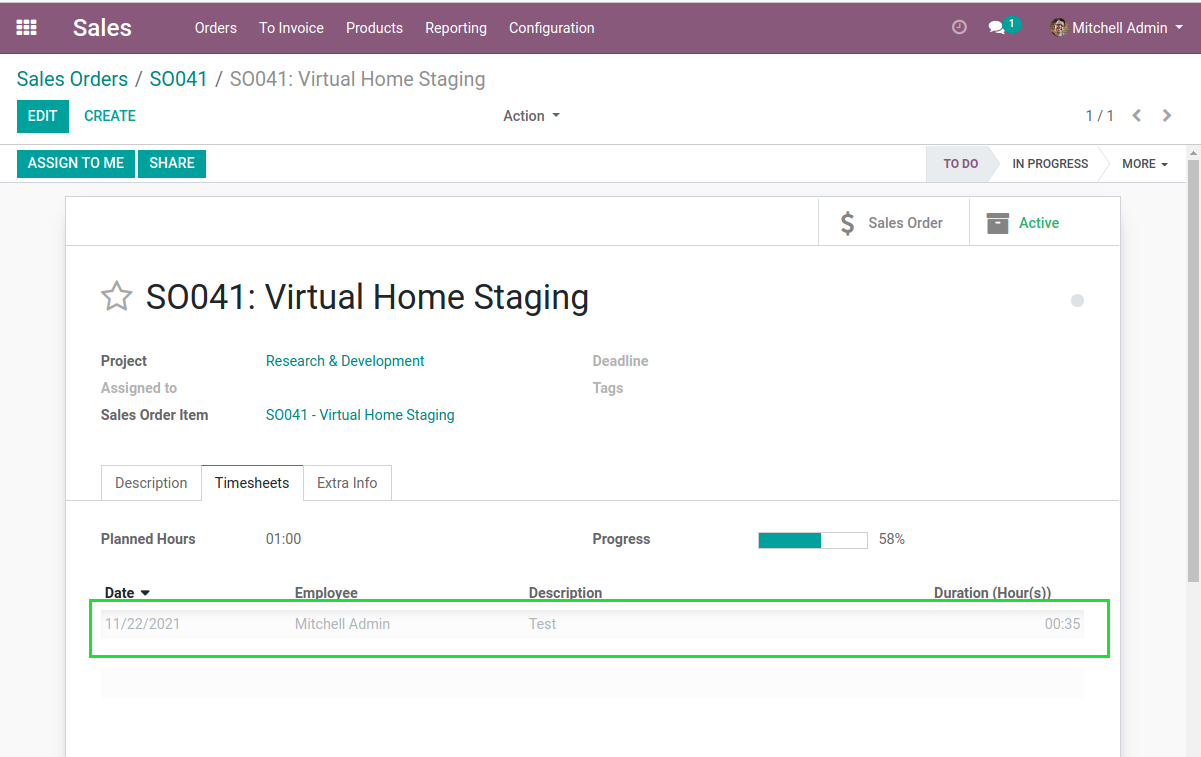 Sales Orders To Invoice Products Reporting Configuration 1 Mitchell Admin
Sales Orders / SO041 / SO041: Virtual Home Staging
EDIT CREATE Action 1 / 1
ASSIGN TO ME SHARE TO DO IN PROGRESS MORE
$ Sales Order Active
SO041: Virtual Home Staging
Project Research & Development Deadline
Assigned to Tags
Sales Order Item SO041 - Virtual Home Staging
Description Timesheets Extra Info
Planned Hours 01:00 Progress 58%
Date Employee Description Duration (Hour(s))
11/22/2021 Mitchell Admin Test 00:35